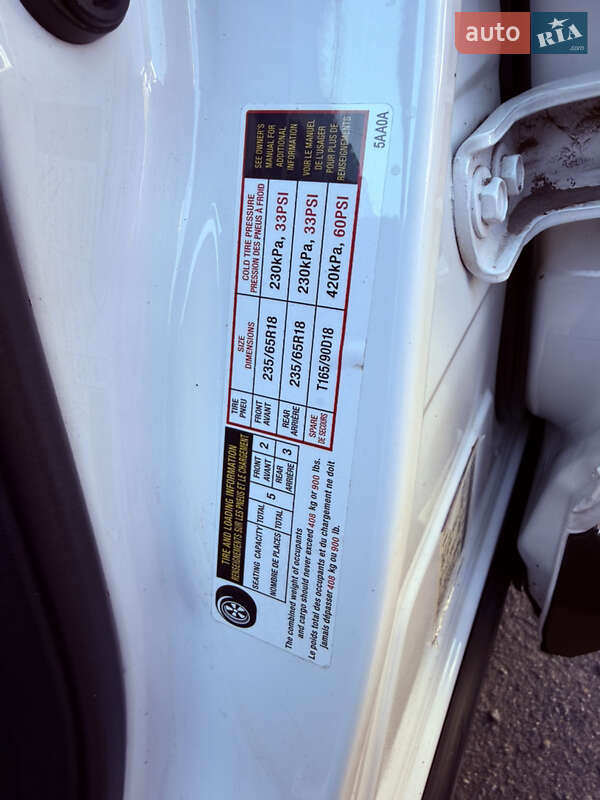 auto RIA .com
TIRE AND LOADING INFORMATION
RENSEIGNEMENTS SUR LES PNEUS ET LE CHARGEMENT
SEATING CAPACITY TOTAL 5 FRONT 2 REAR 3
NOMBRE DE PLACES TOTAL AVANT ARRIÈRE
The combined weight of occupants
and cargo should never exceed 408 kg or 900 lbs.
Le poids total des occupants et du chargement ne doit
jamais dépasser 408 kg ou 900 lb.
TIRE SIZE COLD TIRE PRESSURE
PNEU DIMENSIONS PRESSION DES PNEUS À FROID
FRONT
AVANT 235/65R18 230kPa, 33PSI
REAR
ARRIÈRE 235/65R18 230kPa, 33PSI
SPARE
DE SECOURS T165/90D18 420kPa, 60PSI
SEE OWNER'S
MANUAL FOR
ADDITIONAL
INFORMATION
VOIR LE MANUEL
DE L'USAGER
POUR PLUS DE
RENSEIGNEMENTS
5AA0A